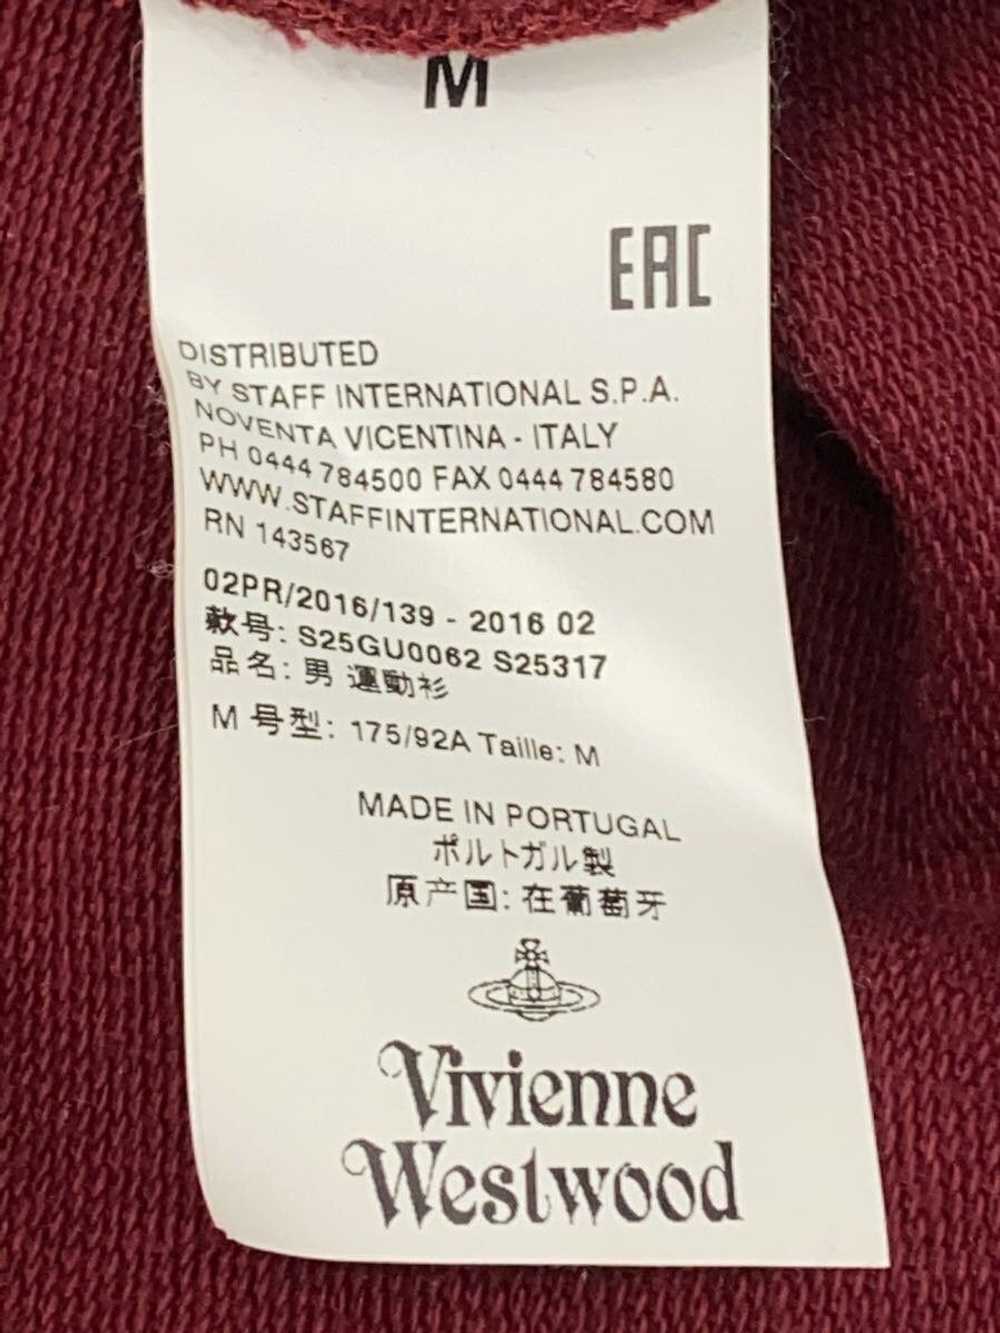 M
EAC
DISTRIBUTED
BY STAFF INTERNATIONAL S.P.A.
NOVENTA VICENTINA - ITALY
PH 0444 784500 FAX 0444 784580
WWW.STAFFINTERNATIONAL.COM
RN 143567
02PR/2016/139 - 2016 02
款号: S25GU0062 S25317
品名: 男 運動衫
M 号型: 175/92A Taille: M
MADE IN PORTUGAL
ポルトガル製
原产国: 在葡萄牙
Vivienne
Westwood